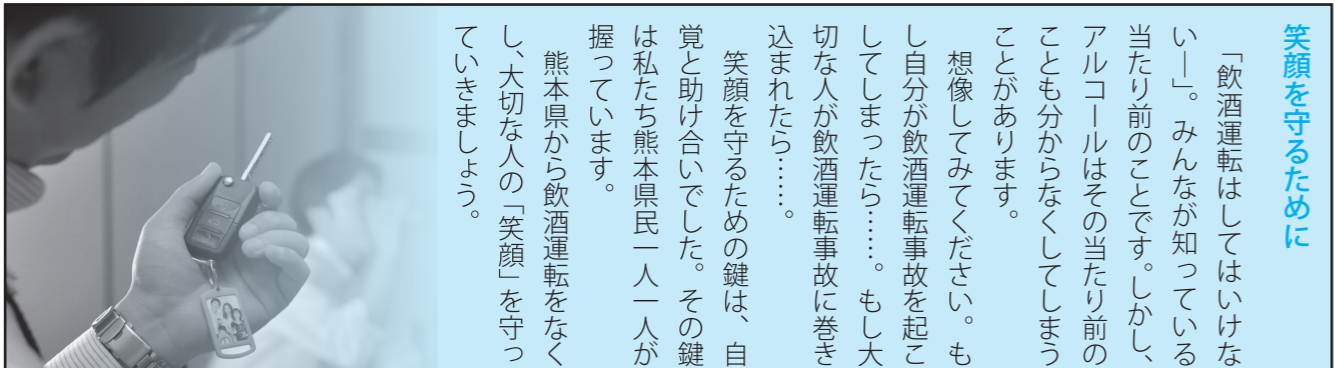 笑顔を守るために
「飲酒運転はしてはいけな
い―」。みんなが知っている
当たり前のことです。しかし、
アルコールはその当たり前の
ことも分からなくしてしまう
ことがあります。
想像してみてください。も
し自分が飲酒運転事故を起こ
してしまったら……。もし大
切な人が飲酒運転事故に巻き
込まれたら……。
笑顔を守るための鍵は、自
覚と助け合いでした。その鍵
は私たち熊本県民一人一人が
握っています。
熊本県から飲酒運転をなく
し、大切な人の「笑顔」を守っ
ていきましょう。